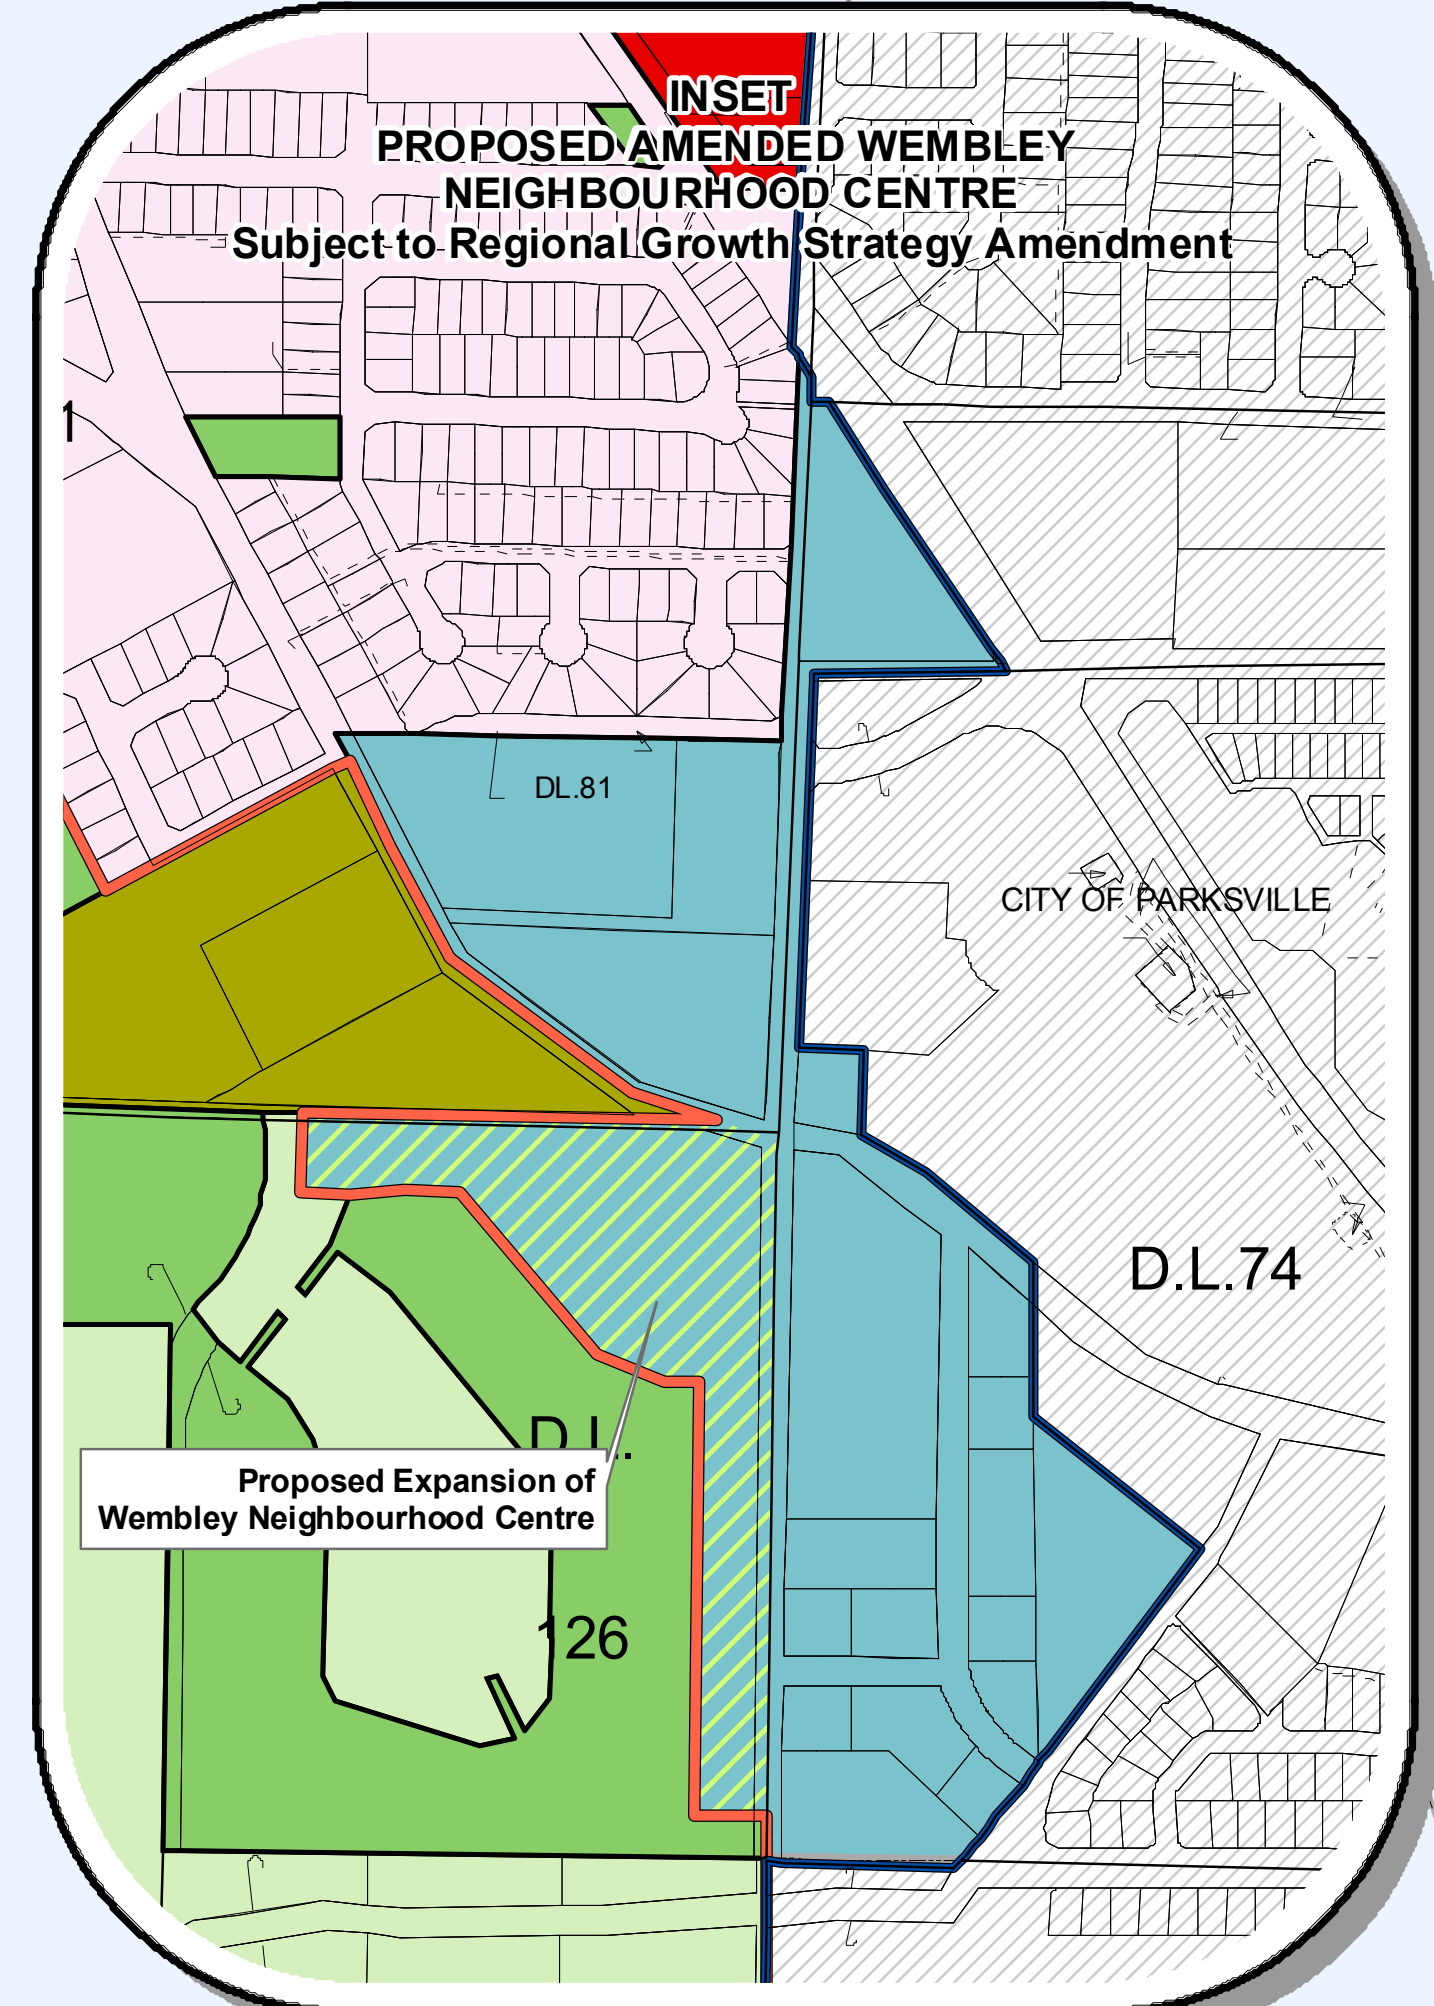 INSET
PROPOSED AMENDED WEMBLEY
NEIGHBOURHOOD CENTRE
Subject to Regional Growth Strategy Amendment
1
DL.81
CITY OF PARKSVILLE
D.L.74
D.L.
Proposed Expansion of
Wembley Neighbourhood Centre
126